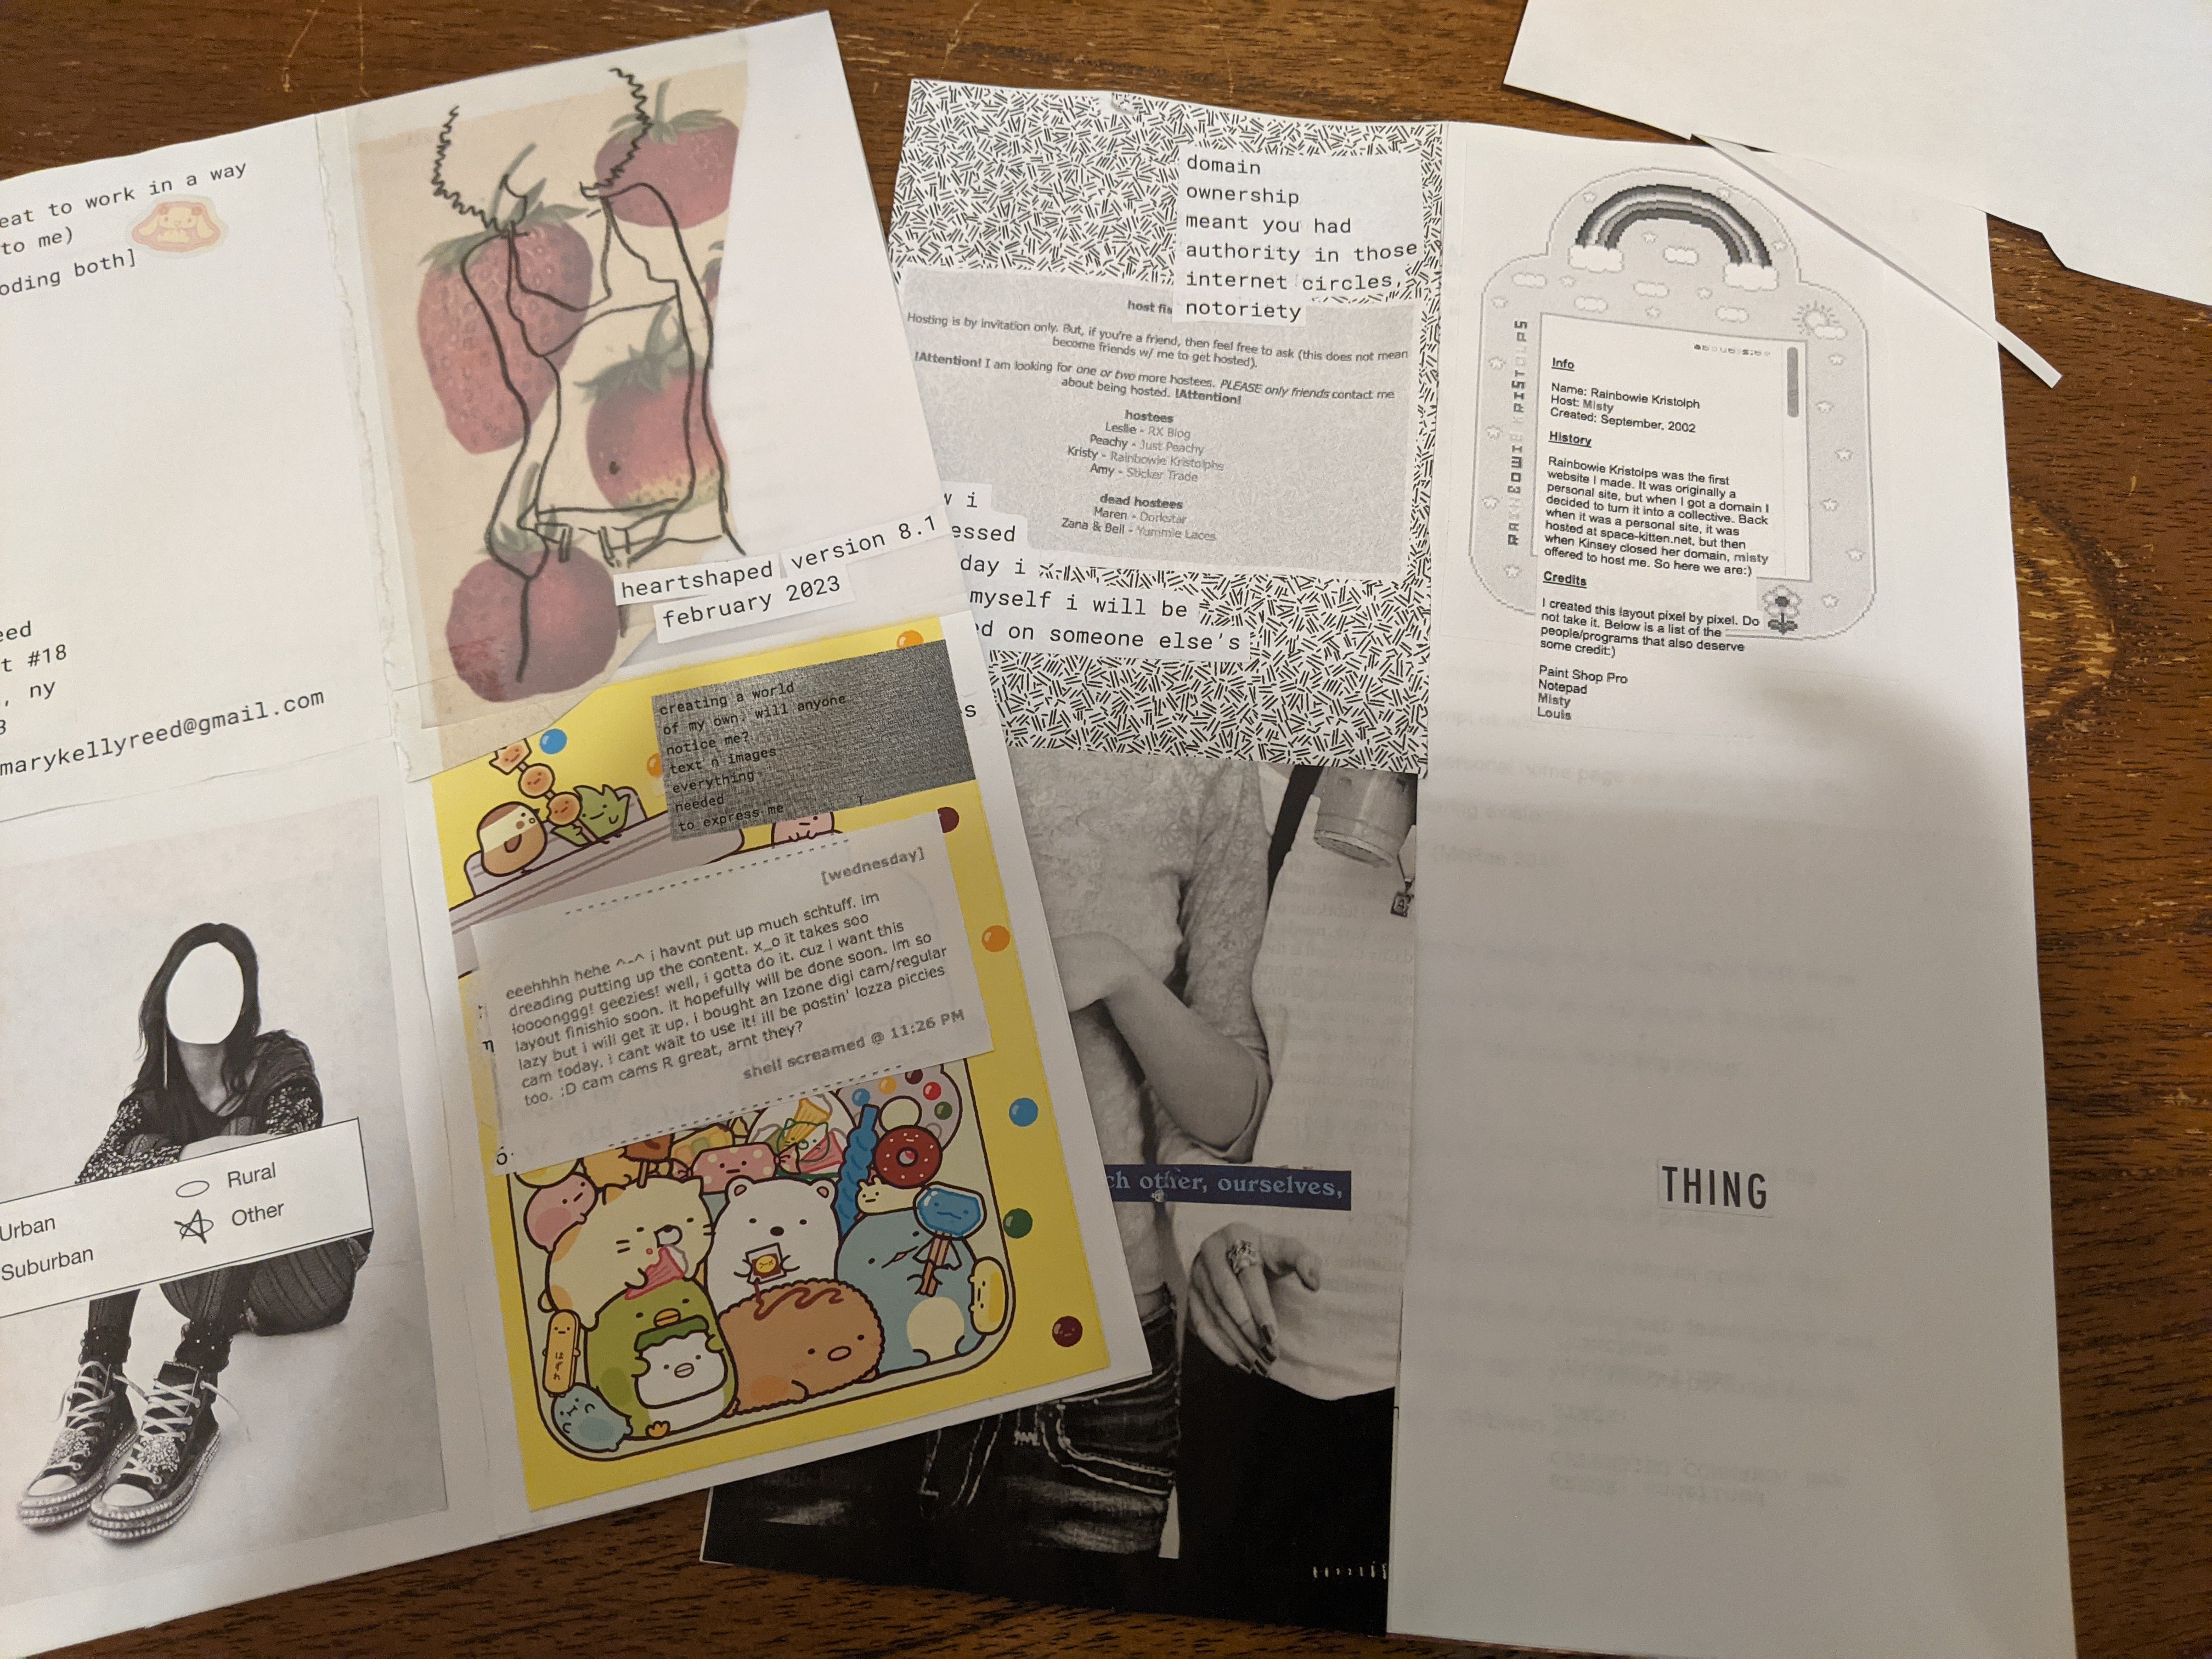 eat to work in a way
to me)
oding both]
eed
t #18
, ny
3
marykellyreed@gmail.com
Urban
Suburban
Rural
Other
heartshaped version 8.1
february 2023
creating a world
of my own. will anyone
notice me?
text n images
everything
needed
to express me
[wednesday]
eeehhhh hehe ^-^ i havnt put up much schtuff. im
dreading putting up the content. x_o it takes soo
loooonggg! geezies! well, i gotta do it. cuz I want this
layout finishio soon. it hopefully will be done soon. Im so
lazy but i will get it up. i bought an Izone digi cam/regular
cam today. i cant wait to use it! ill be postin' lozza piccies
too. :D cam cams R great, arnt they?
shell screamed @ 11:26 PM
domain
ownership
meant you had
authority in those
internet circles,
notoriety
host fis
Hosting is by invitation only. But, if you're a friend, then feel free to ask (this does not mean
become friends w/ me to get hosted).
!Attention! I am looking for one or two more hostees. PLEASE only friends contact me
about being hosted. !Attention!
hostees
Leslie - RX Blog
Peachy - Just Peachy
Kristy - Rainbowie Kristolphs
Amy - Sticker Trade
dead hostees
Maren - Dorkstar
Zana & Bell - Yummie Laces
w i
essed
day i
myself i will be
d on someone else's
s
ch other, ourselves,
RAINBOWIE KRISTOLPS
about|site
Info
Name: Rainbowie Kristolph
Host: Misty
Created: September, 2002
History
Rainbowie Kristolps was the first
website I made. It was originally a
personal site, but when I got a domain I
decided to turn it into a collective. Back
when it was a personal site, it was
hosted at space-kitten.net, but then
when Kinsey closed her domain, misty
offered to host me. So here we are:)
Credits
I created this layout pixel by pixel. Do
not take it. Below is a list of the
people/programs that also deserve
some credit:)
Paint Shop Pro
Notepad
Misty
Louis
THING